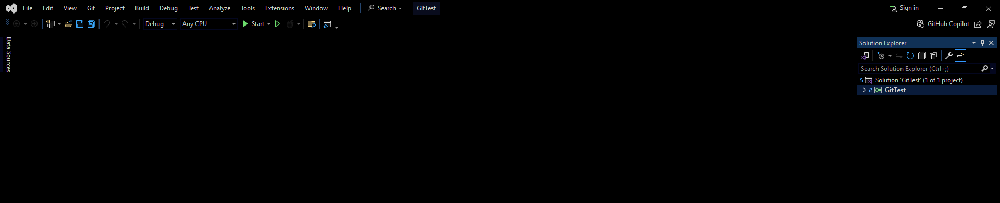 File Edit View Git Project Build Debug Test Analyze Tools Extensions Window Help Search GitTest Sign in
Debug Any CPU Start GitHub Copilot
Data Sources
Solution Explorer
Search Solution Explorer (Ctrl+;)
Solution 'GitTest' (1 of 1 project)
C# GitTest